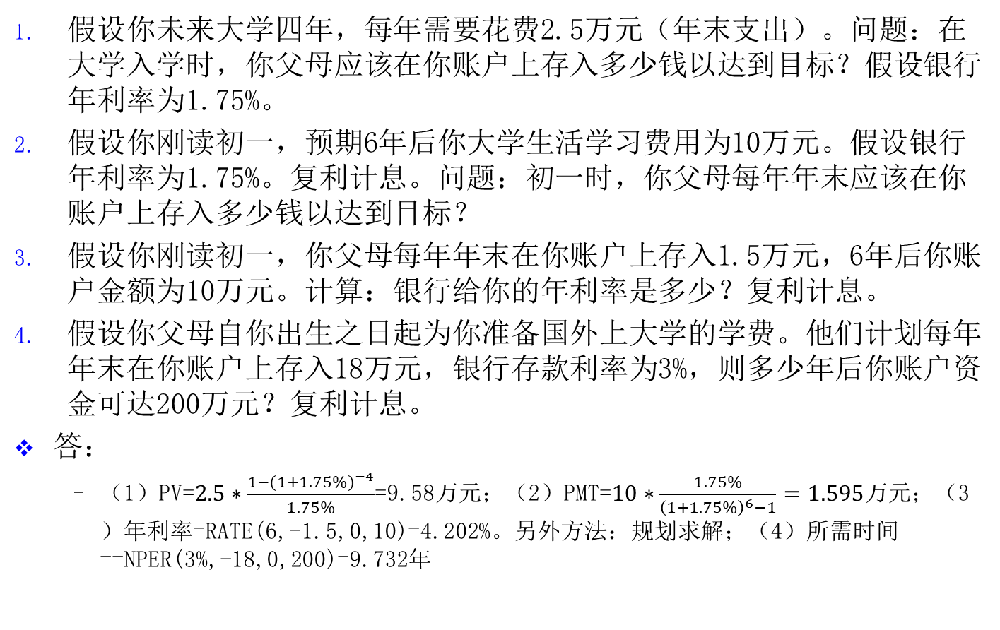 1. 假设你未来大学四年，每年需要花费2.5万元（年末支出）。问题：在
大学入学时，你父母应该在你账户上存入多少钱以达到目标？假设银行
年利率为1.75%。
2. 假设你刚读初一，预期6年后你大学生活学习费用为10万元。假设银行
年利率为1.75%。复利计息。问题：初一时，你父母每年年末应该在你
账户上存入多少钱以达到目标？
3. 假设你刚读初一，你父母每年年末在你账户上存入1.5万元，6年后你账
户金额为10万元。计算：银行给你的年利率是多少？复利计息。
4. 假设你父母自你出生之日起为你准备国外上大学的学费。他们计划每年
年末在你账户上存入18万元，银行存款利率为3%，则多少年后你账户资
金可达200万元？复利计息。
❖ 答：
– （1）PV=2.5*\frac{1−(1+1.75%)^{−4}}{1.75%}=9.58万元；（2）PMT=10*\frac{1.75%}{(1+1.75%)^{6}−1}=1.595万元；（3
）年利率=RATE(6,-1.5,0,10)=4.202%。另外方法：规划求解；（4）所需时间
==NPER(3%,-18,0,200)=9.732年